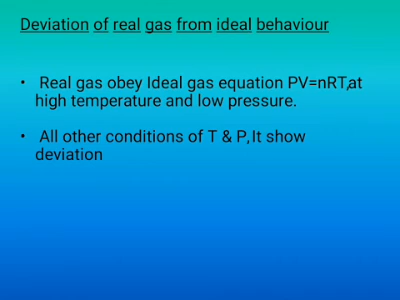 Deviation of real gas from ideal behaviour
• Real gas obey Ideal gas equation PV=nRT,at
high temperature and low pressure.
• All other conditions of T & P,It show
deviation